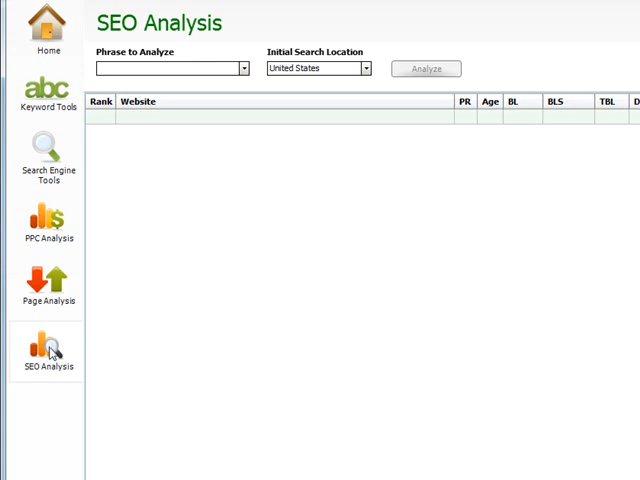 Home
abc
Keyword Tools
Search Engine
Tools
PPC Analysis
Page Analysis
SEO Analysis
SEO Analysis
Phrase to Analyze
Initial Search Location
United States
Analyze
Rank Website PR Age BL BLS TBL D